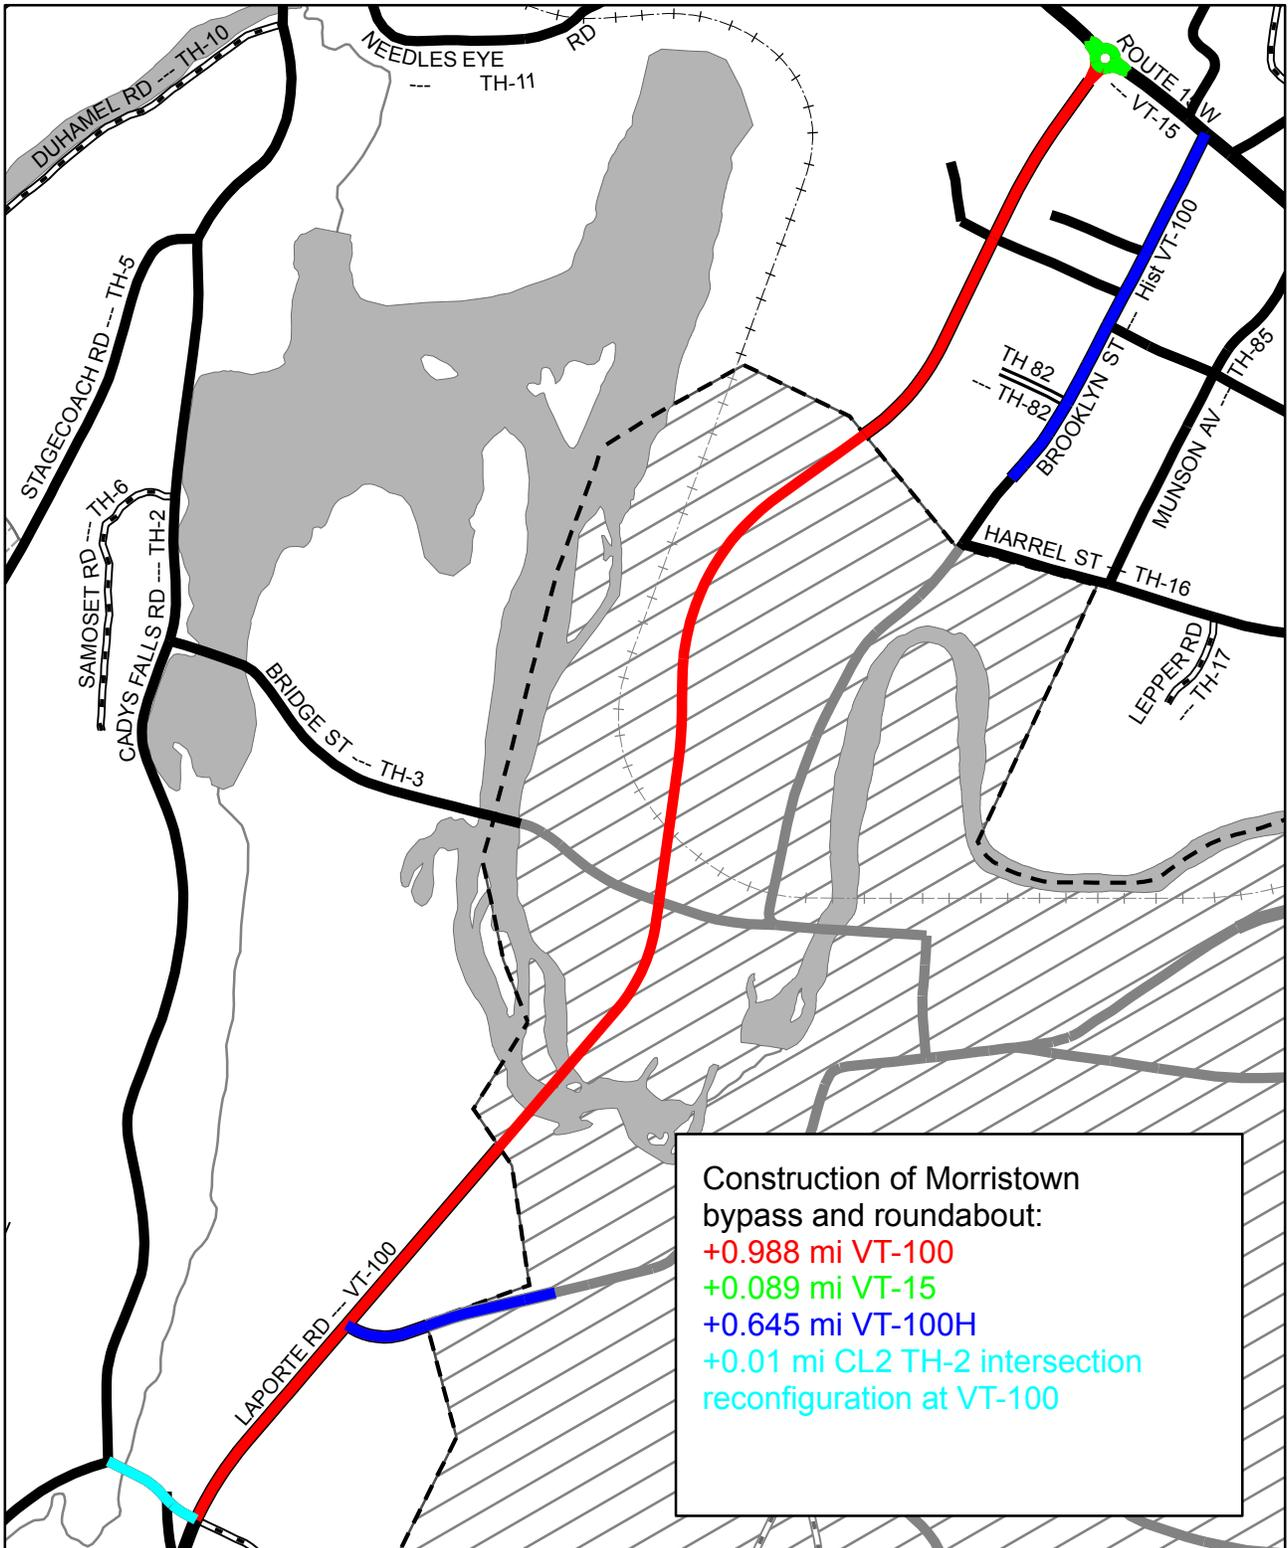 DUHAMEL RD --- TH-10
NEEDLES EYE RD
--- TH-11
ROUTE 15 W
--- VT-15
STAGECOACH RD --- TH-5
Hist VT-100
BROOKLYN ST ---
TH 82
--- TH-82
MUNSON AV --- TH-85
SAMOSET RD --- TH-6
CADYS FALLS RD --- TH-2
HARREL ST --- TH-16
LEPPER RD
--- TH-17
BRIDGE ST --- TH-3
LAPORTE RD --- VT-100
Construction of Morristown
bypass and roundabout:
+0.988 mi VT-100
+0.089 mi VT-15
+0.645 mi VT-100H
+0.01 mi CL2 TH-2 intersection
reconfiguration at VT-100